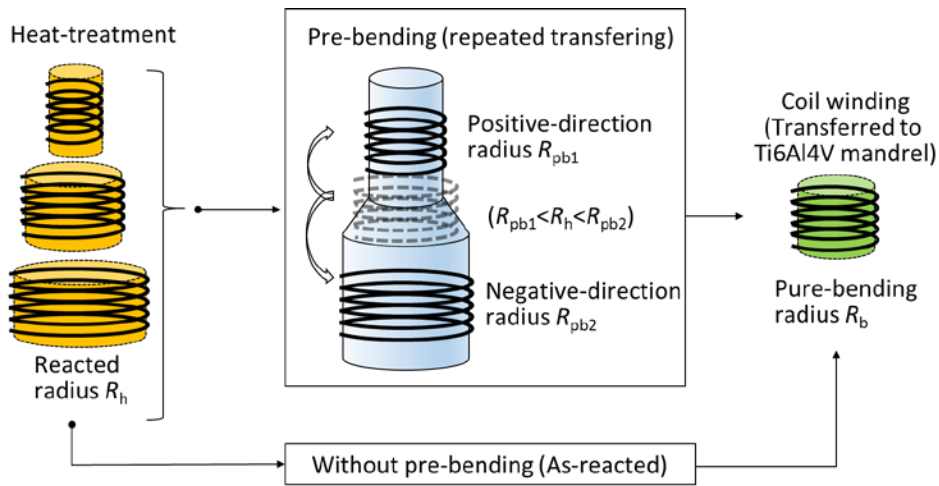 Heat-treatment
Reacted
radius Rh
Pre-bending (repeated transfering)
Positive-direction
radius Rpb1
(Rpb1<Rh<Rpb2)
Negative-direction
radius Rpb2
Coil winding
(Transferred to
Ti6Al4V mandrel)
Pure-bending
radius Rb
Without pre-bending (As-reacted)